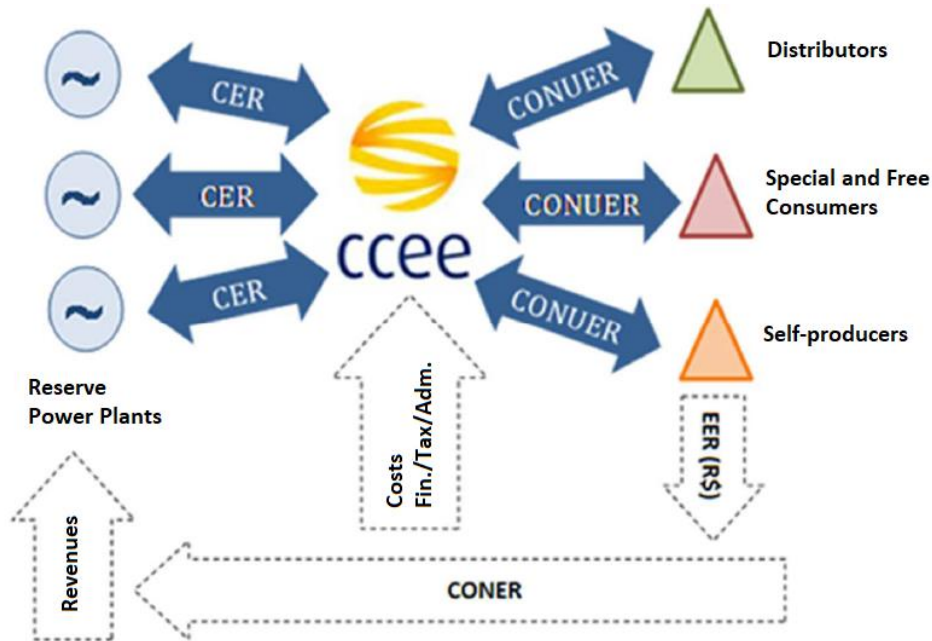 CER
CONUER
Distributors
CER
CONUER
Special and Free
Consumers
ccee
CER
CONUER
Self-producers
Reserve
Power Plants
Revenues
Costs
Fin./Tax/Adm.
EER (R$)
CONER